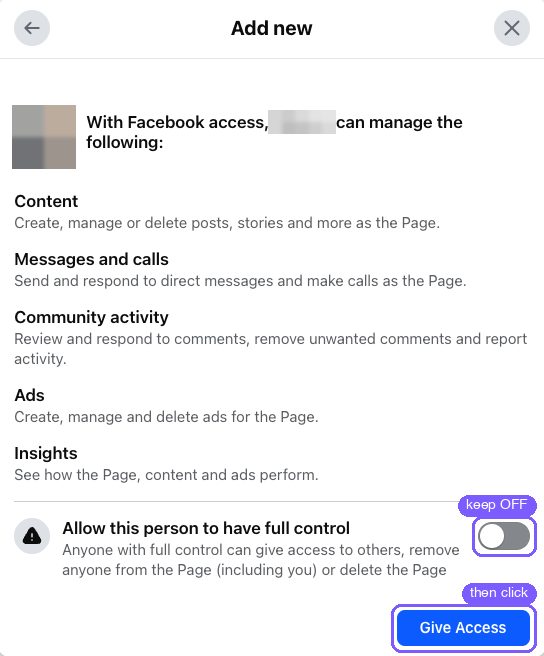 Add new
With Facebook access, can manage the
following:
Content
Create, manage or delete posts, stories and more as the Page.
Messages and calls
Send and respond to direct messages and make calls as the Page.
Community activity
Review and respond to comments, remove unwanted comments and report
activity.
Ads
Create, manage and delete ads for the Page.
Insights
See how the Page, content and ads perform.
keep OFF
Allow this person to have full control
Anyone with full control can give access to others, remove
anyone from the Page (including you) or delete the Page
then click
Give Access